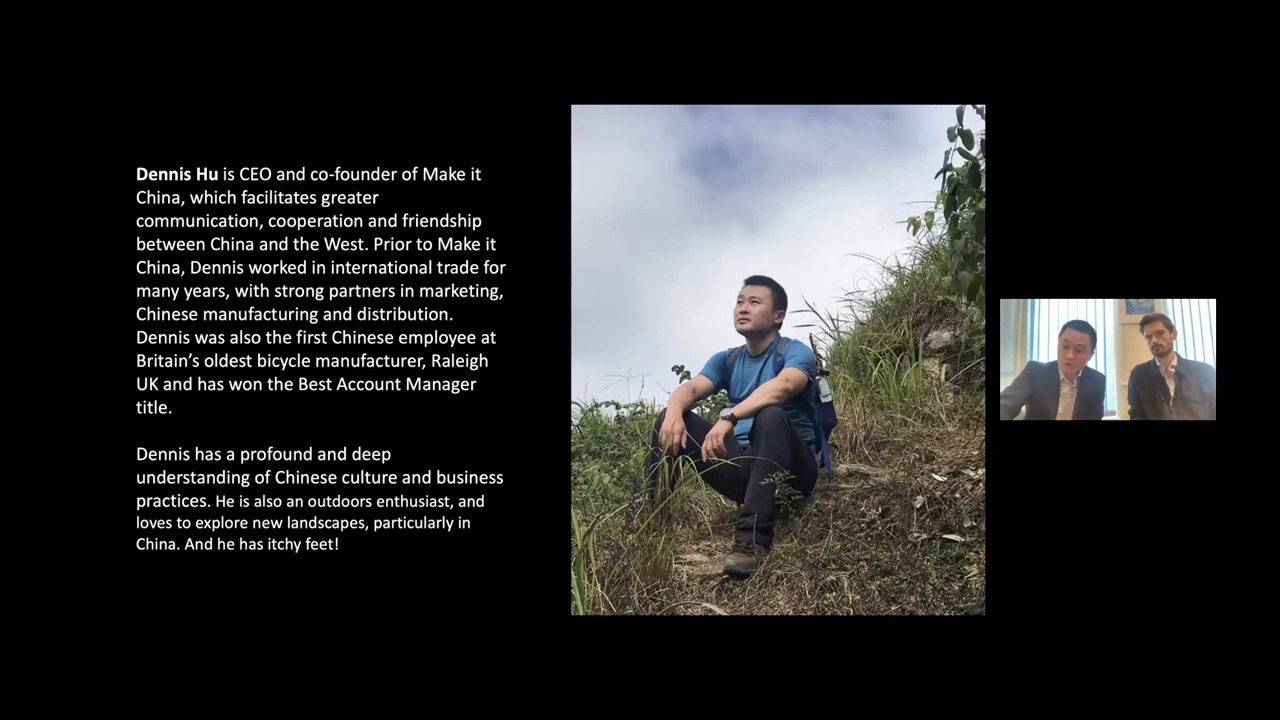 Dennis Hu is CEO and co-founder of Make it
China, which facilitates greater
communication, cooperation and friendship
between China and the West. Prior to Make it
China, Dennis worked in international trade for
many years, with strong partners in marketing,
Chinese manufacturing and distribution.
Dennis was also the first Chinese employee at
Britain’s oldest bicycle manufacturer, Raleigh
UK and has won the Best Account Manager
title.
Dennis has a profound and deep
understanding of Chinese culture and business
practices. He is also an outdoors enthusiast, and
loves to explore new landscapes, particularly in
China. And he has itchy feet!